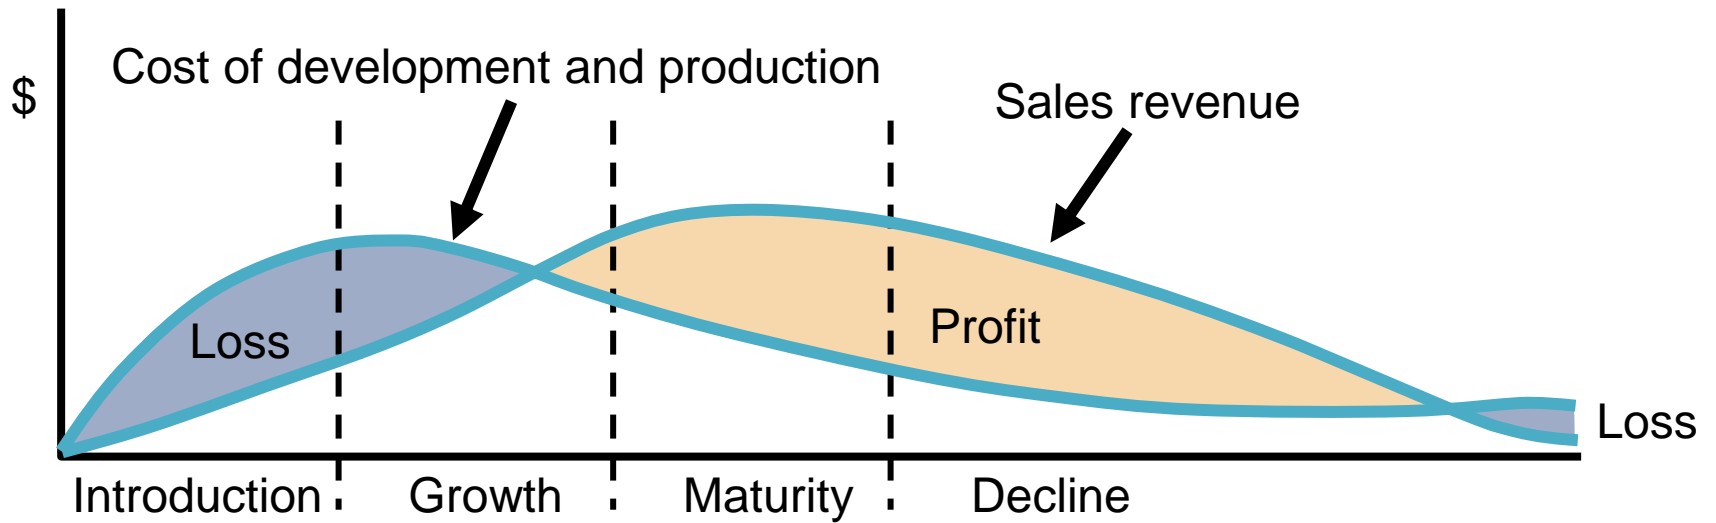 Cost of development and production
$
Sales revenue
Loss
Profit
Loss
Introduction
Growth
Maturity
Decline